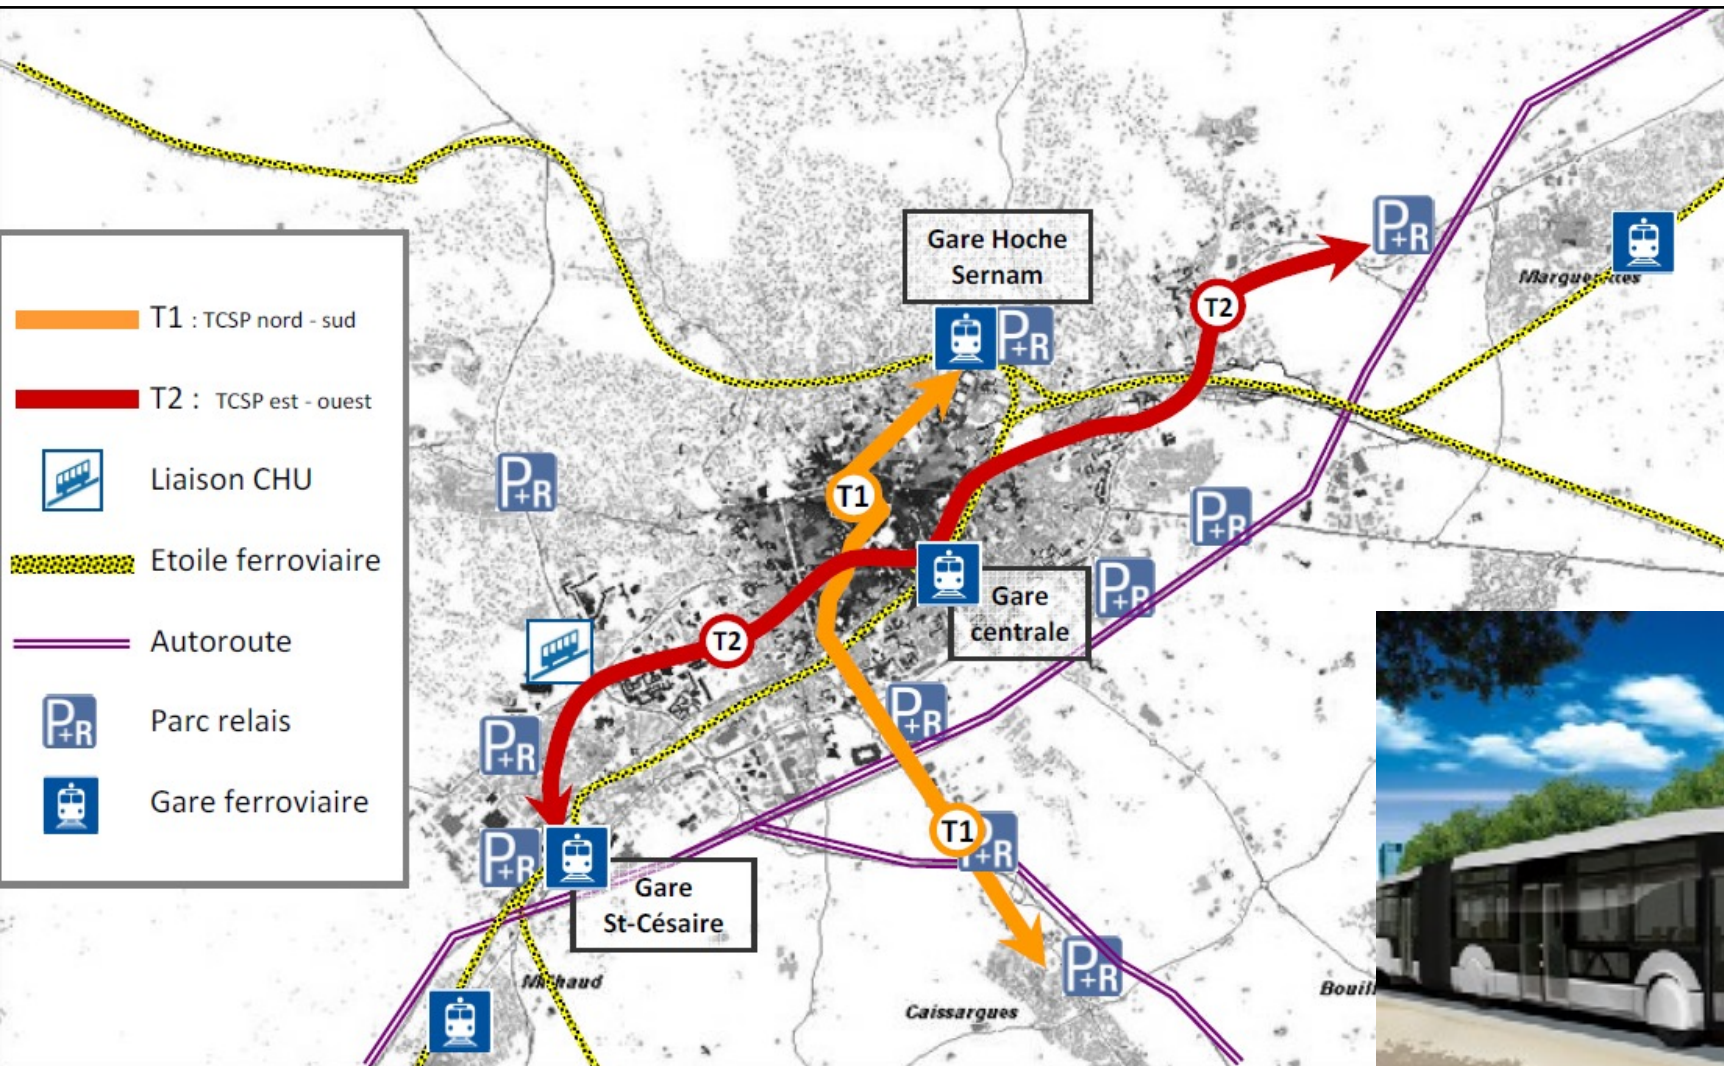 T1 : TCSP nord - sud
T2 : TCSP est - ouest
Liaison CHU
Etoile ferroviaire
Autoroute
P+R
Parc relais
Gare ferroviaire
Gare Hoche
Sernam
P+R
P+R
T2
P+R
T1
P+R
P+R
Gare
centrale
T2
P+R
P+R
T1
P+R
P+R
Gare
St-Césaire
P+R
Caissargues